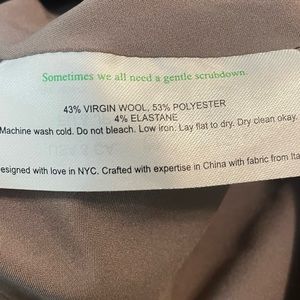 Sometimes we all need a gentle scrubdown.
43% VIRGIN WOOL, 53% POLYESTER
4% ELASTANE
Machine wash cold. Do not bleach. Low iron. Lay flat to dry. Dry clean okay.
esigned with love in NYC. Crafted with expertise in China with fabric from Ita